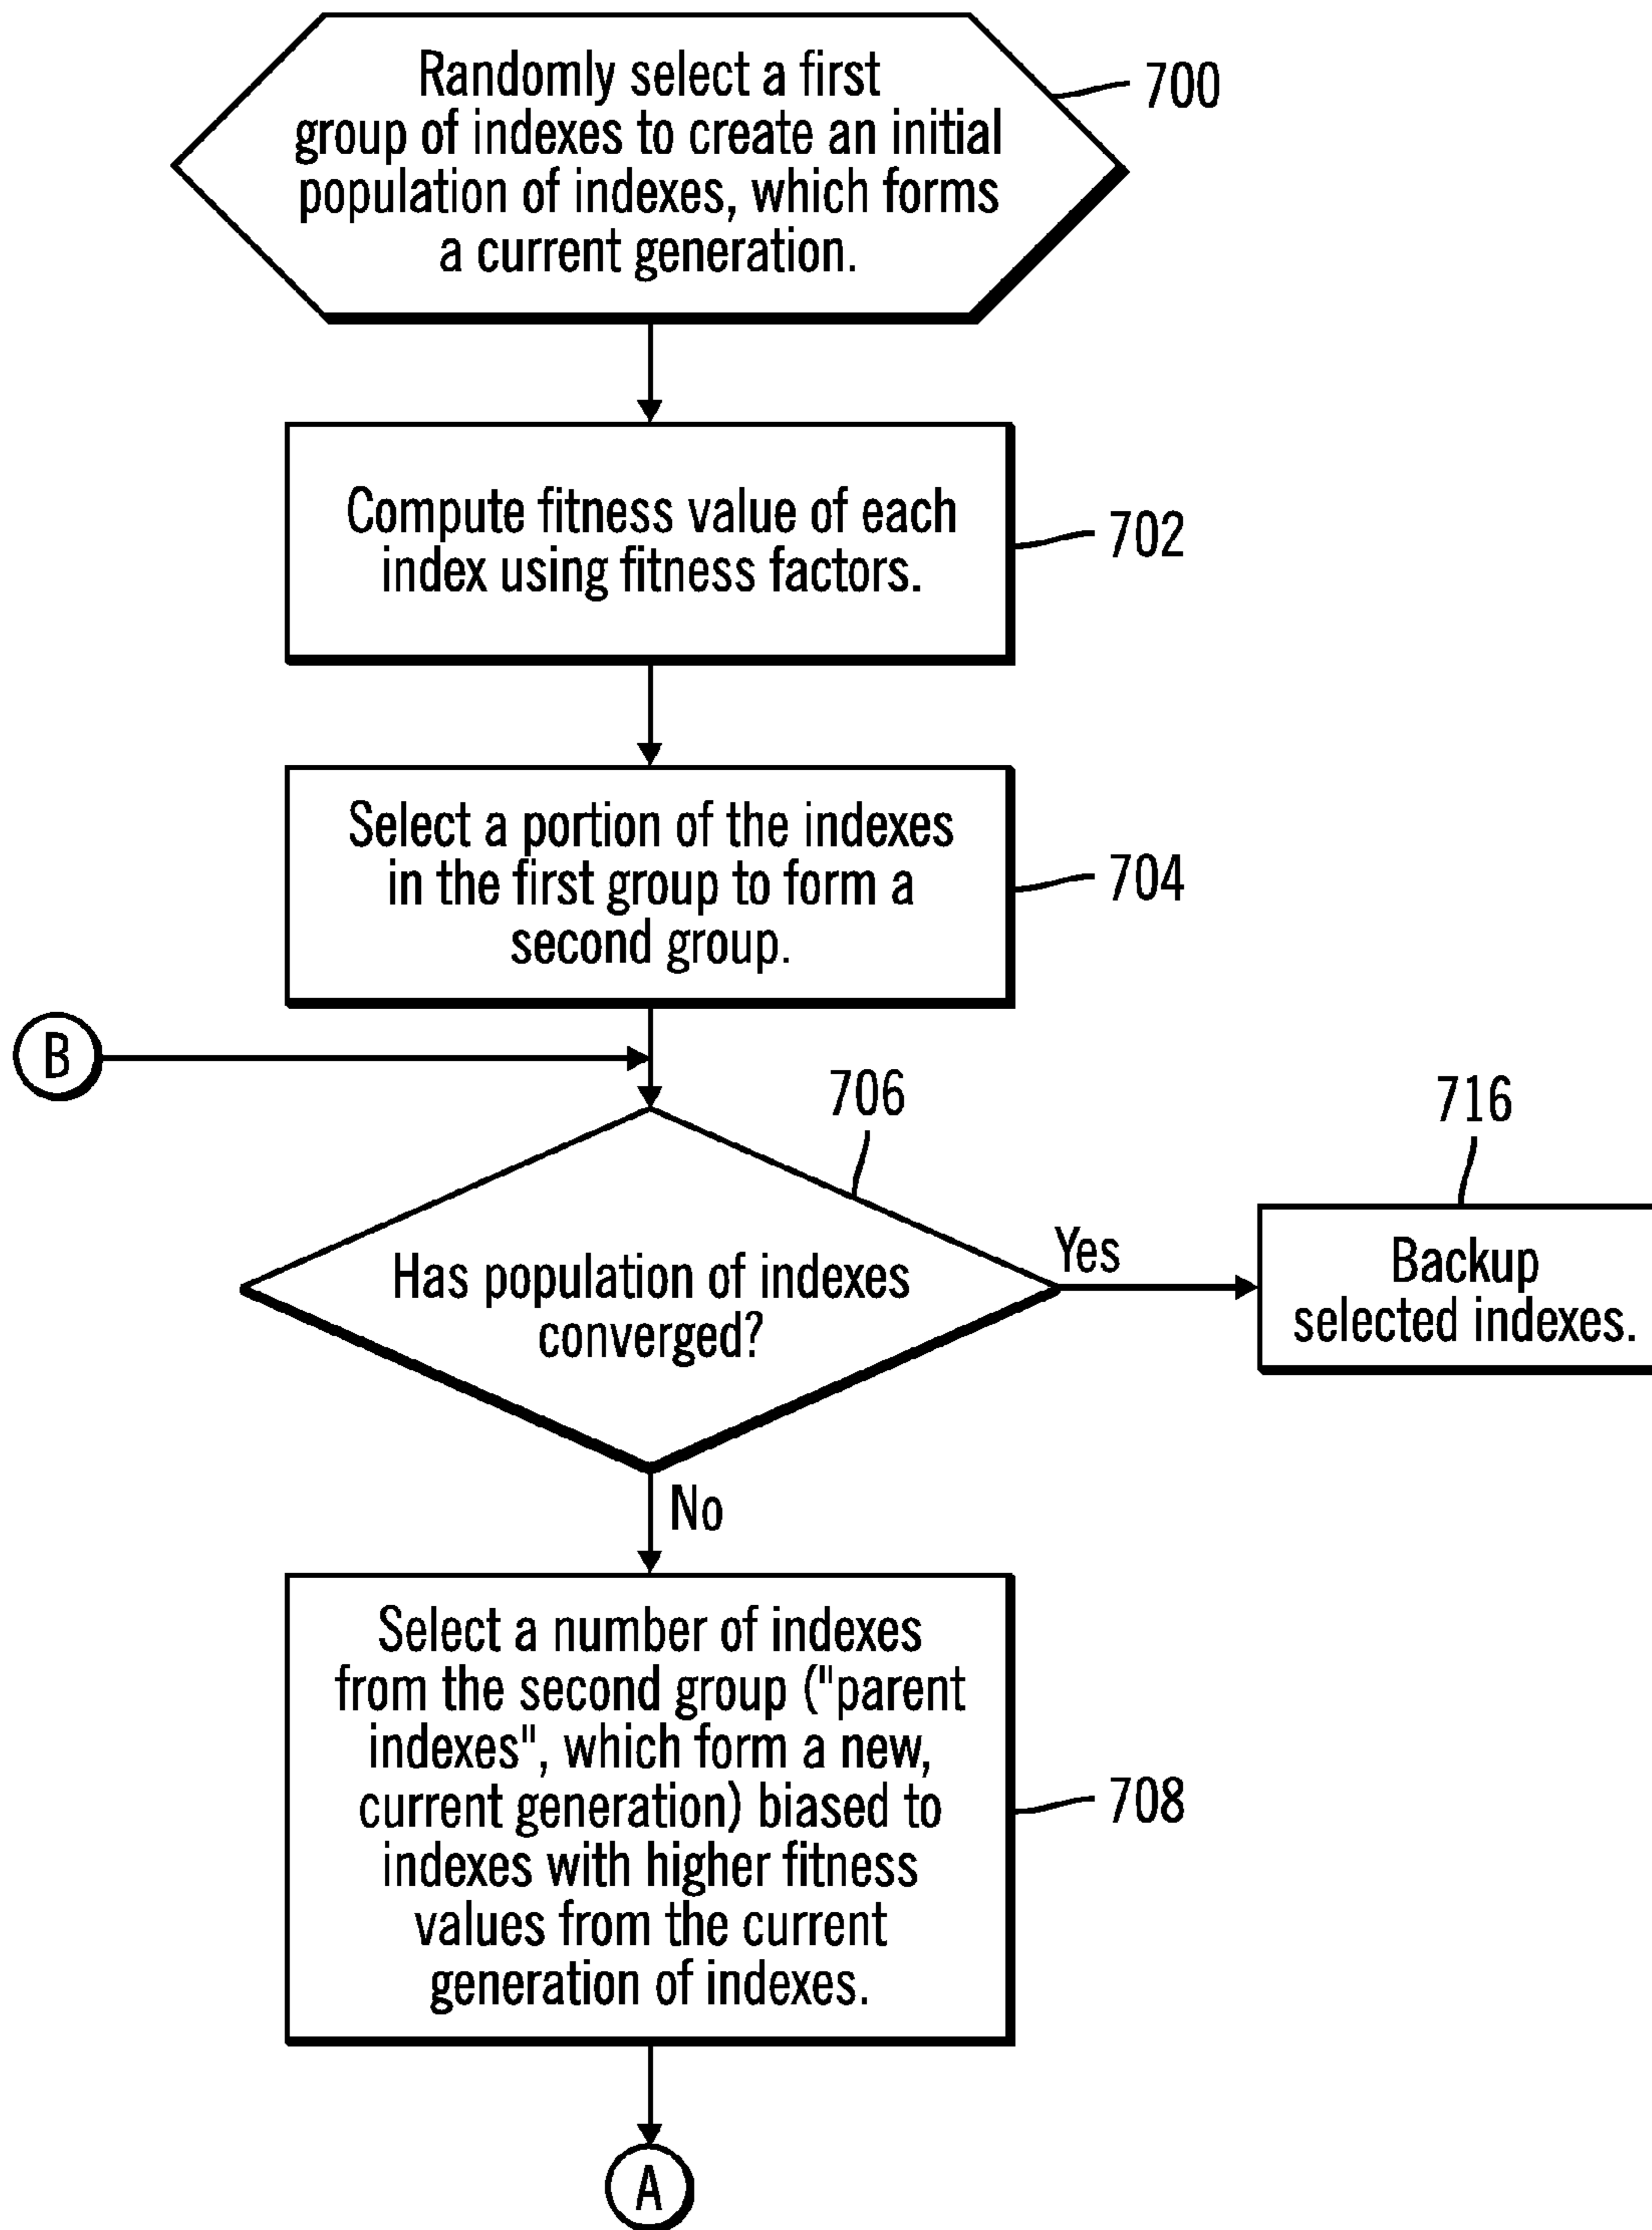 Randomly select a first
group of indexes to create an initial
population of indexes, which forms
a current generation.
700
Compute fitness value of each
index using fitness factors.
702
Select a portion of the indexes
in the first group to form a
second group.
704
B
706
716
Has population of indexes
converged?
Yes
Backup
selected indexes.
No
Select a number of indexes
from the second group ("parent
indexes", which form a new,
current generation) biased to
indexes with higher fitness
values from the current
generation of indexes.
708
A